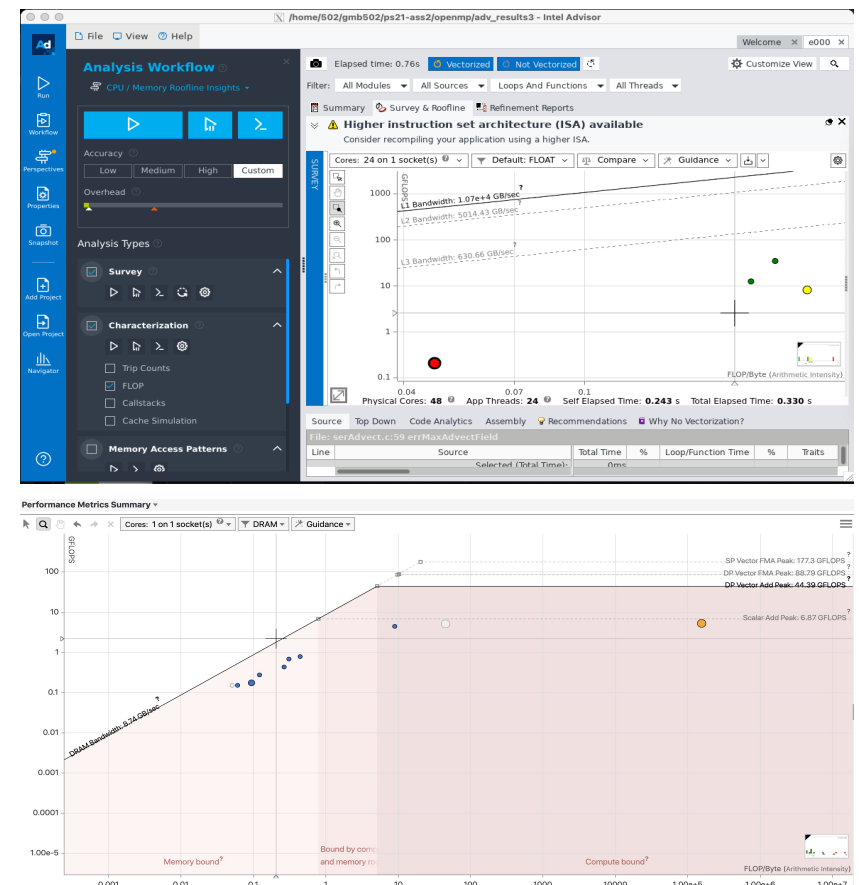 /home/502/gmb502/ps21-ass2/openmp/adv_results3 - Intel Advisor
File View Help
Welcome × e000 ×
Ad
Run
Workflow
Perspectives
Properties
Snapshot
Add Project
Open Project
Navigator
Analysis Workflow
CPU / Memory Roofline Insights
Accuracy
Low Medium High Custom
Overhead
Analysis Types
Survey
Characterization
Trip Counts
FLOP
Callstacks
Cache Simulation
Memory Access Patterns
Elapsed time: 0.76s Vectorized Not Vectorized Customize View
Filter: All Modules All Sources Loops And Functions All Threads
Summary Survey & Roofline Refinement Reports
Higher instruction set architecture (ISA) available
Consider recompiling your application using a higher ISA.
SURVEY
Cores: 24 on 1 socket(s) Default: FLOAT Compare Guidance
GFLOPS
1000
100
10
1
0.1
L1 Bandwidth: 1.07e+4 GB/sec ?
L2 Bandwidth: 5014.43 GB/sec ?
L3 Bandwidth: 630.66 GB/sec ?
0.04 0.07 0.1
FLOP/Byte (Arithmetic Intensity)
Physical Cores: 48 App Threads: 24 Self Elapsed Time: 0.243 s Total Elapsed Time: 0.330 s
Source Top Down Code Analytics Assembly Recommendations Why No Vectorization?
File: serAdvect.c:59 errMaxAdvectField
Line Source Total Time % Loop/Function Time % Traits
Selected (Total Time): 0ms
Performance Metrics Summary
Cores: 1 on 1 socket(s) DRAM Guidance
GFLOPS
100
10
1
0.1
0.01
0.001
0.0001
1.00e-5
SP Vector FMA Peak: 177.3 GFLOPS ?
DP Vector FMA Peak: 88.79 GFLOPS ?
DP Vector Add Peak: 44.39 GFLOPS ?
Scalar Add Peak: 6.87 GFLOPS ?
DRAM Bandwidth: 8.74 GB/sec ?
Memory bound?
Bound by comp
and memory ro
Compute bound?
FLOP/Byte (Arithmetic Intensity)
0.001 0.01 0.1 1 10 100 1000 10000 1.00e+5 1.00e+6 1.00e+7